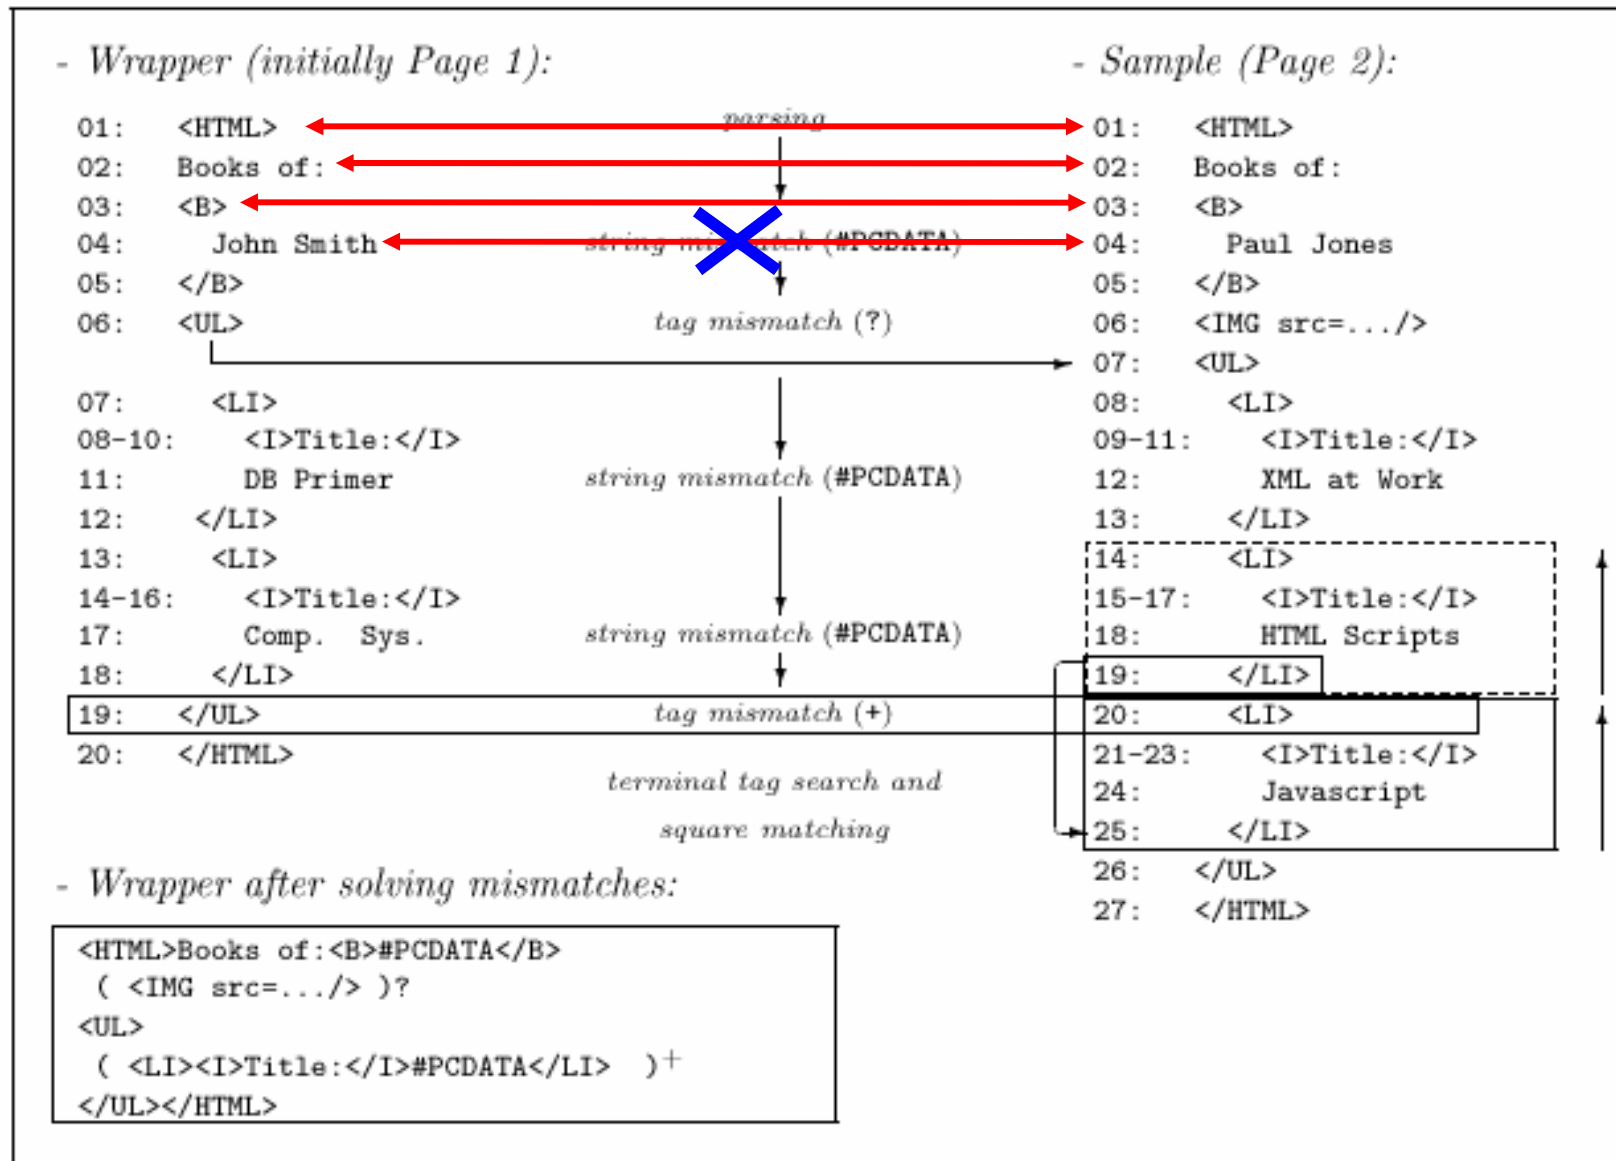 - Wrapper (initially Page 1):
01: <HTML>
02: Books of:
03: <B>
04: John Smith
05: </B>
06: <UL>
07: <LI>
08-10: <I>Title:</I>
11: DB Primer
12: </LI>
13: <LI>
14-16: <I>Title:</I>
17: Comp. Sys.
18: </LI>
19: </UL>
20: </HTML>
parsing
string mismatch (#PCDATA)
tag mismatch (?)
string mismatch (#PCDATA)
string mismatch (#PCDATA)
tag mismatch (+)
terminal tag search and
square matching
- Sample (Page 2):
01: <HTML>
02: Books of:
03: <B>
04: Paul Jones
05: </B>
06: <IMG src=.../>
07: <UL>
08: <LI>
09-11: <I>Title:</I>
12: XML at Work
13: </LI>
14: <LI>
15-17: <I>Title:</I>
18: HTML Scripts
19: </LI>
20: <LI>
21-23: <I>Title:</I>
24: Javascript
25: </LI>
26: </UL>
27: </HTML>
- Wrapper after solving mismatches:
<HTML>Books of:<B>#PCDATA</B>
( <IMG src=.../> )?
<UL>
( <LI><I>Title:</I>#PCDATA</LI> )+
</UL></HTML>